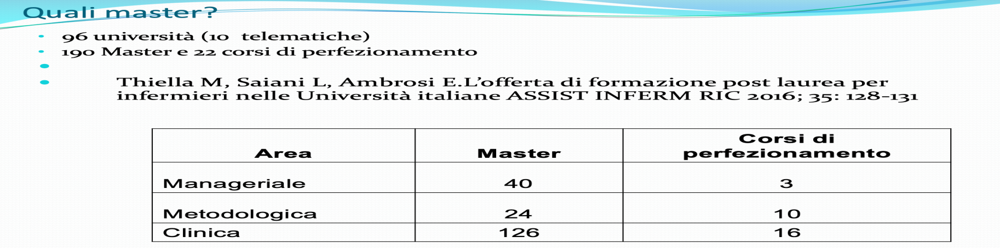 Quali master?
96 università (10 telematiche)
190 Master e 22 corsi di perfezionamento
Thiella M, Saiani L, Ambrosi E.L’offerta di formazione post laurea per
infermieri nelle Università italiane ASSIST INFERM RIC 2016; 35: 128-131
Area Master Corsi di perfezionamento
Manageriale 40 3
Metodologica 24 10
Clinica 126 16